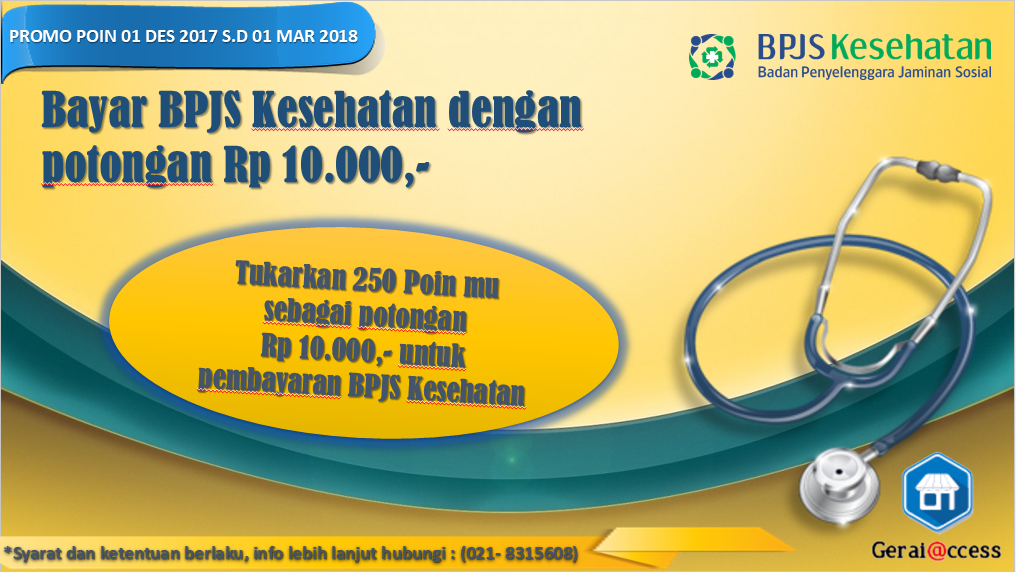 PROMO POIN 01 DES 2017 S.D 01 MAR 2018
BPJS Kesehatan
Badan Penyelenggara Jaminan Sosial
Bayar BPJS Kesehatan dengan
potongan Rp 10.000,-
Tukarkan 250 Poin mu
sebagai potongan
Rp 10.000,- untuk
pembayaran BPJS Kesehatan
*Syarat dan ketentuan berlaku, info lebih lanjut hubungi : (021- 8315608)
Gerai@ccess